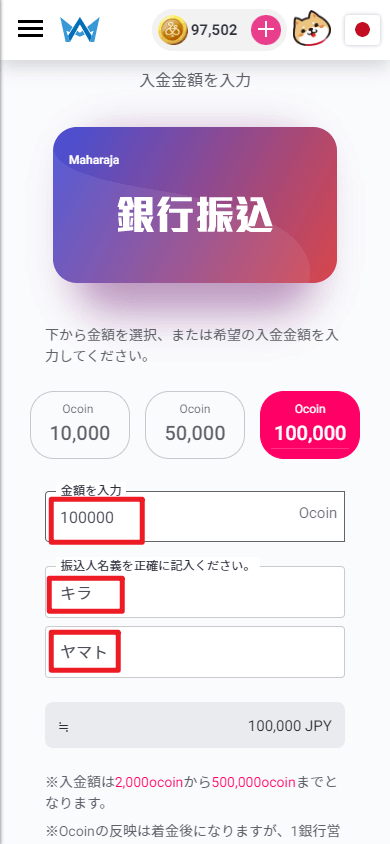 97,502
入金金額を入力
Maharaja
銀行振込
下から金額を選択、または希望の入金金額を入
力してください。
Ocoin
10,000
Ocoin
50,000
Ocoin
100,000
金額を入力
100000
Ocoin
振込人名義を正確に記入ください。
キラ
ヤマト
≒
100,000 JPY
※入金額は2,000ocoinから500,000ocoinまでと
なります。
※Ocoinの反映は着金後になりますが、1銀行営